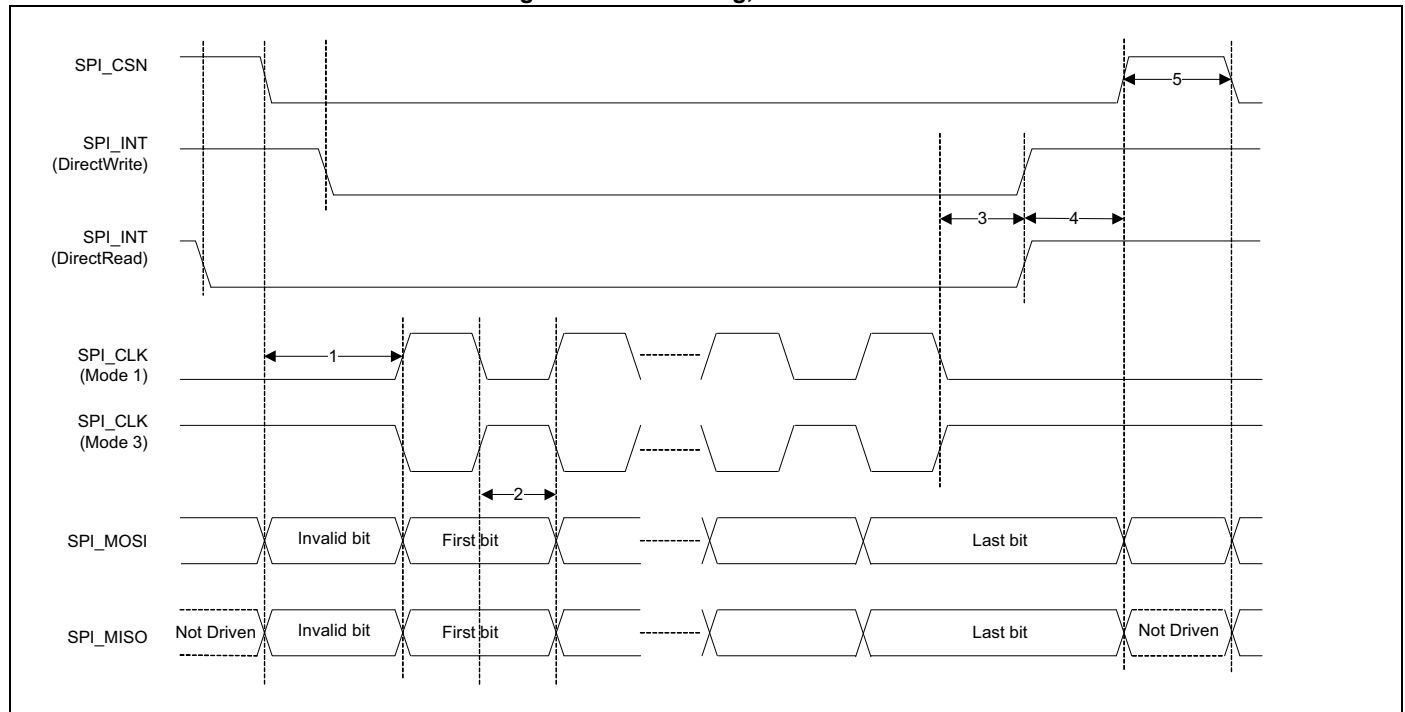 SPI_CSN
5
SPI_INT
(DirectWrite)
3
4
SPI_INT
(DirectRead)
SPI_CLK
(Mode 1)
1
SPI_CLK
(Mode 3)
2
SPI_MOSI
Invalid bit
First bit
Last bit
SPI_MISO
Not Driven
Invalid bit
First bit
Last bit
Not Driven